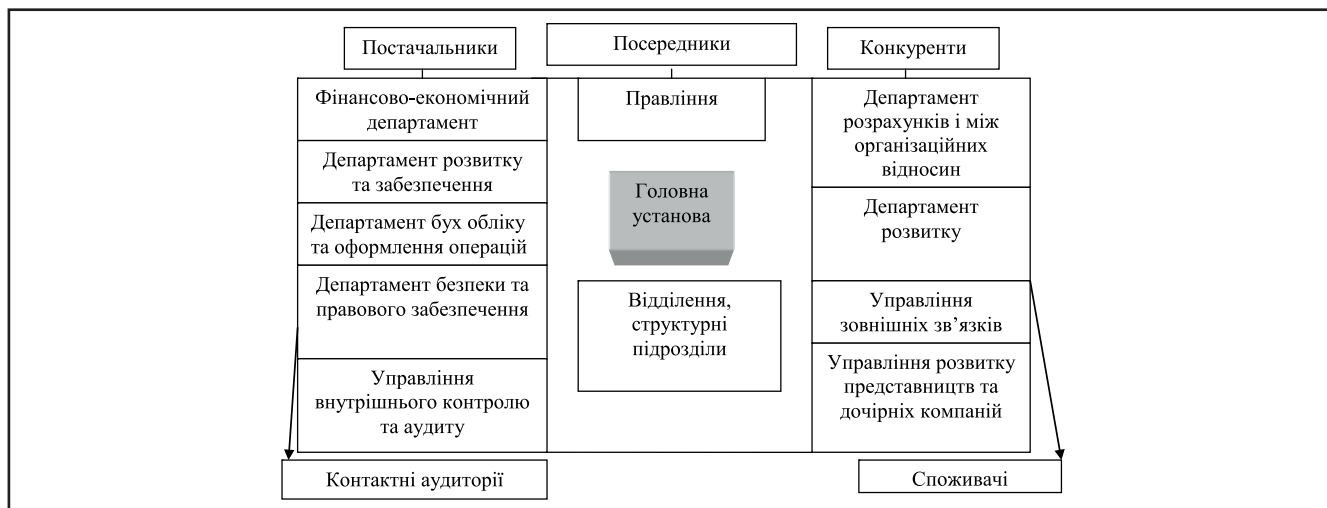 Постачальники
Посередники
Конкуренти
Фінансово-економічний
департамент
Департамент розвитку
та забезпечення
Департамент бух обліку
та оформлення операцій
Департамент безпеки та
правового забезпечення
Управління
внутрішнього контролю
та аудиту
Правління
Головна
установа
Відділення,
структурні
підрозділи
Департамент
розрахунків і між
організаційних
відносин
Департамент
розвитку
Управління
зовнішніх зв’язків
Управління розвитку
представництв та
дочірніх компаній
Контактні аудиторії
Споживачі